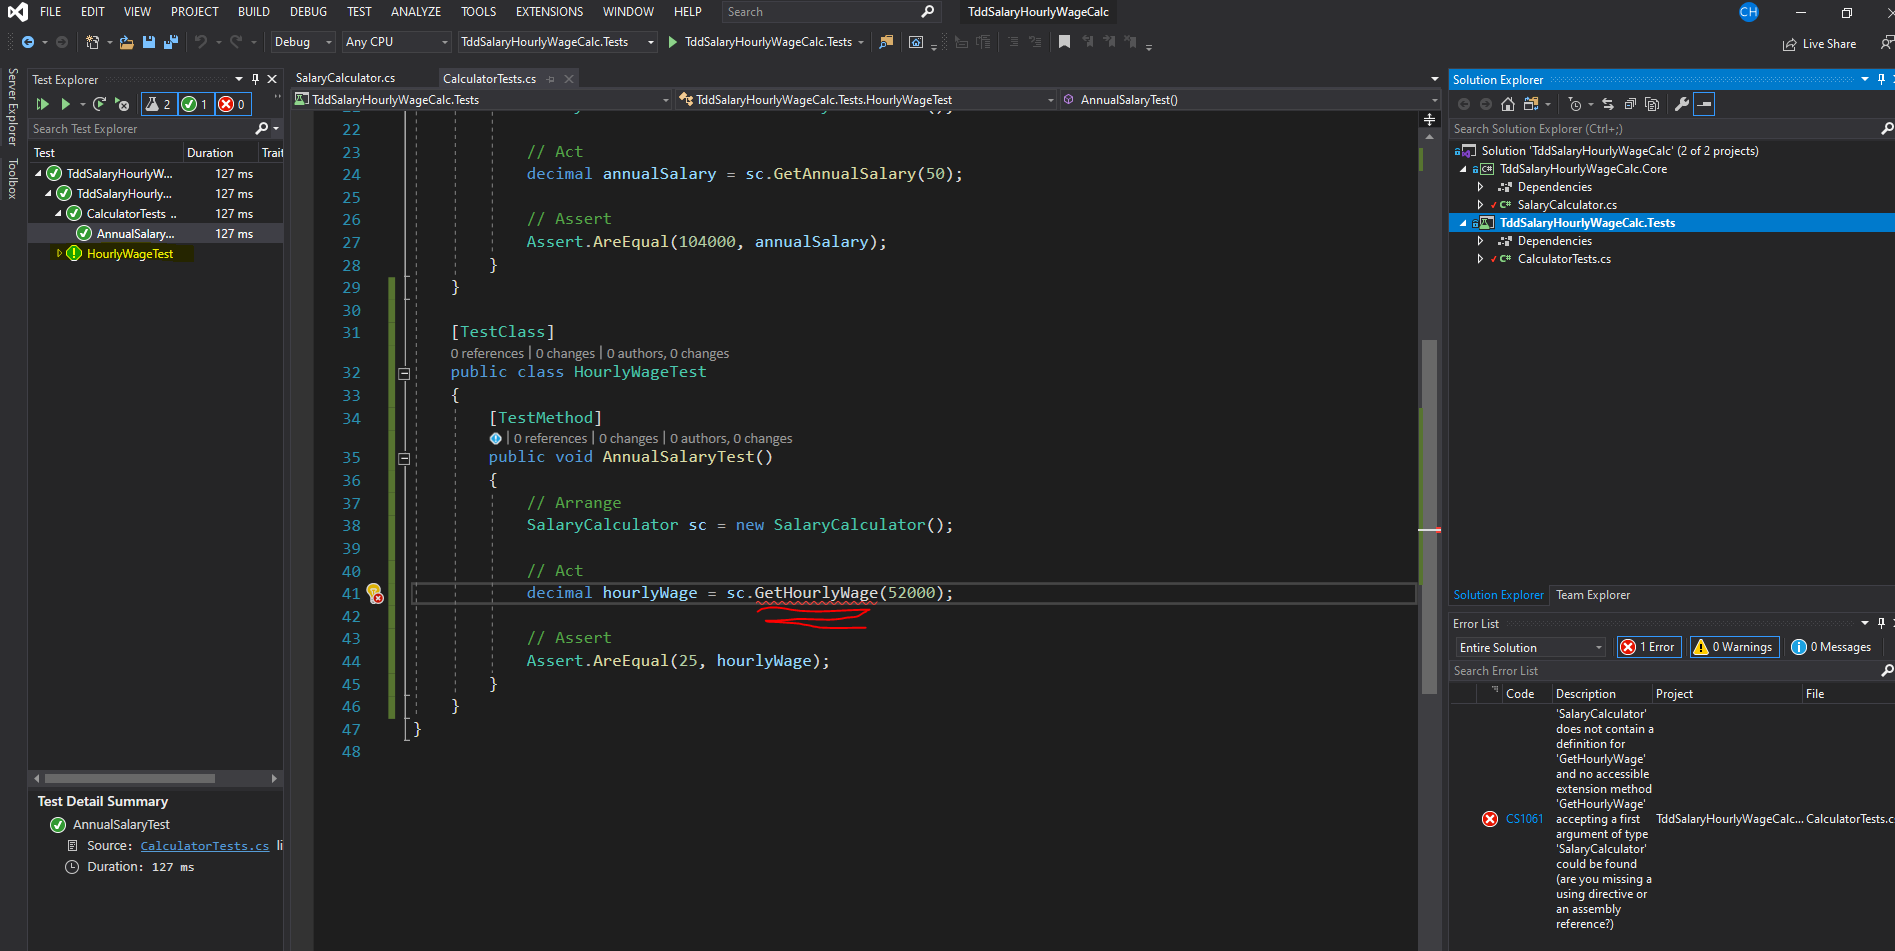 FILE EDIT VIEW PROJECT BUILD DEBUG TEST ANALYZE TOOLS EXTENSIONS WINDOW HELP Search TddSalaryHourlyWageCalc CH
Debug Any CPU TddSalaryHourlyWageCalc.Tests TddSalaryHourlyWageCalc.Tests Live Share
Server Explorer
Toolbox
Test Explorer
2 1 0
Search Test Explorer
Test Duration Trait
TddSalaryHourlyW... 127 ms
TddSalaryHourly... 127 ms
CalculatorTests .. 127 ms
AnnualSalary... 127 ms
HourlyWageTest
Test Detail Summary
AnnualSalaryTest
Source: CalculatorTests.cs li
Duration: 127 ms
SalaryCalculator.cs CalculatorTests.cs
TddSalaryHourlyWageCalc.Tests TddSalaryHourlyWageCalc.Tests.HourlyWageTest AnnualSalaryTest()
22
23 // Act
24 decimal annualSalary = sc.GetAnnualSalary(50);
25
26 // Assert
27 Assert.AreEqual(104000, annualSalary);
28 }
29 }
30
31 [TestClass]
0 references | 0 changes | 0 authors, 0 changes
32 public class HourlyWageTest
33 {
34 [TestMethod]
| 0 references | 0 changes | 0 authors, 0 changes
35 public void AnnualSalaryTest()
36 {
37 // Arrange
38 SalaryCalculator sc = new SalaryCalculator();
39
40 // Act
41 decimal hourlyWage = sc.GetHourlyWage(52000);
42
43 // Assert
44 Assert.AreEqual(25, hourlyWage);
45 }
46 }
47 }
48
Solution Explorer
Search Solution Explorer (Ctrl+;)
Solution 'TddSalaryHourlyWageCalc' (2 of 2 projects)
TddSalaryHourlyWageCalc.Core
Dependencies
C# SalaryCalculator.cs
TddSalaryHourlyWageCalc.Tests
Dependencies
C# CalculatorTests.cs
Solution Explorer Team Explorer
Error List
Entire Solution 1 Error 0 Warnings 0 Messages
Search Error List
Code Description Project File
'SalaryCalculator'
does not contain a
definition for
'GetHourlyWage'
and no accessible
extension method
'GetHourlyWage'
CS1061 accepting a first TddSalaryHourlyWageCalc... CalculatorTests.c
argument of type
'SalaryCalculator'
could be found
(are you missing a
using directive or
an assembly
reference?)